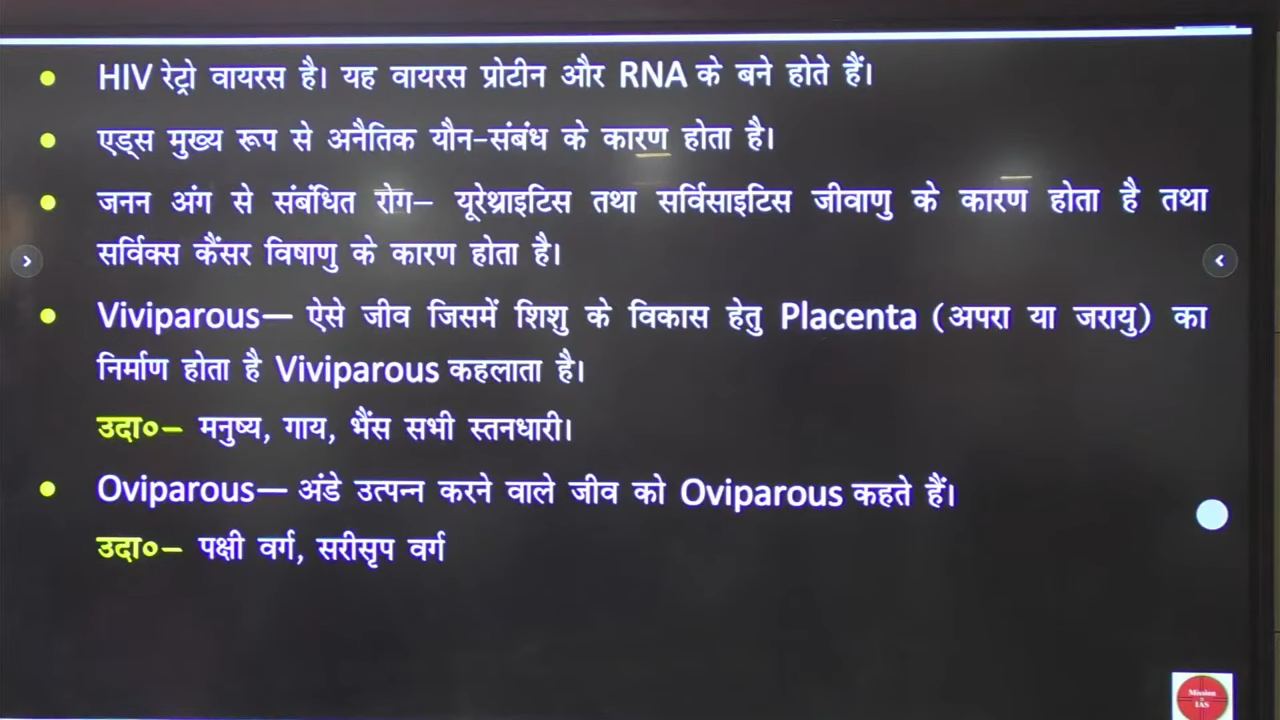 HIV रेट्रो वायरस है। यह वायरस प्रोटीन और RNA के बने होते हैं।
एड्स मुख्य रूप से अनैतिक यौन-संबंध के कारण होता है।
जनन अंग से संबंधित रोग– यूरेथ्राइटिस तथा सर्विसाइटिस जीवाणु के कारण होता है तथा
सर्विक्स कैंसर विषाणु के कारण होता है।
Viviparous— ऐसे जीव जिसमें शिशु के विकास हेतु Placenta (अपरा या जरायु) का
निर्माण होता है Viviparous कहलाता है।
उदा०– मनुष्य, गाय, भैंस सभी स्तनधारी।
Oviparous— अंडे उत्पन्न करने वाले जीव को Oviparous कहते हैं।
उदा०– पक्षी वर्ग, सरीसृप वर्ग
Mission
IAS